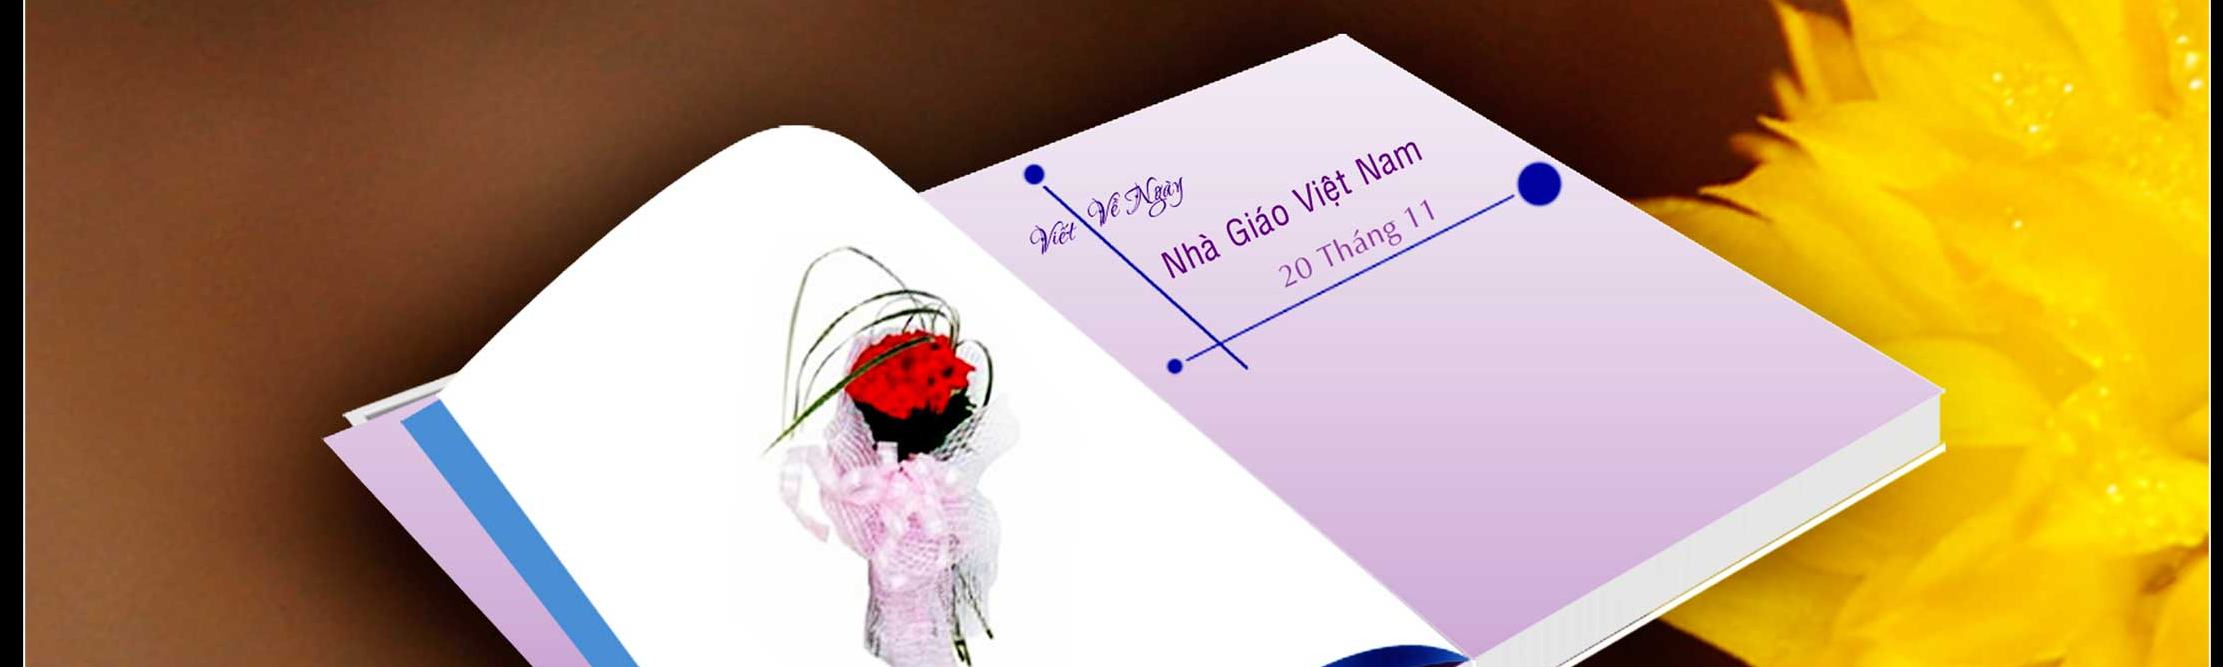 Viết Về Ngày
Nhà Giáo Việt Nam
20 Tháng 11